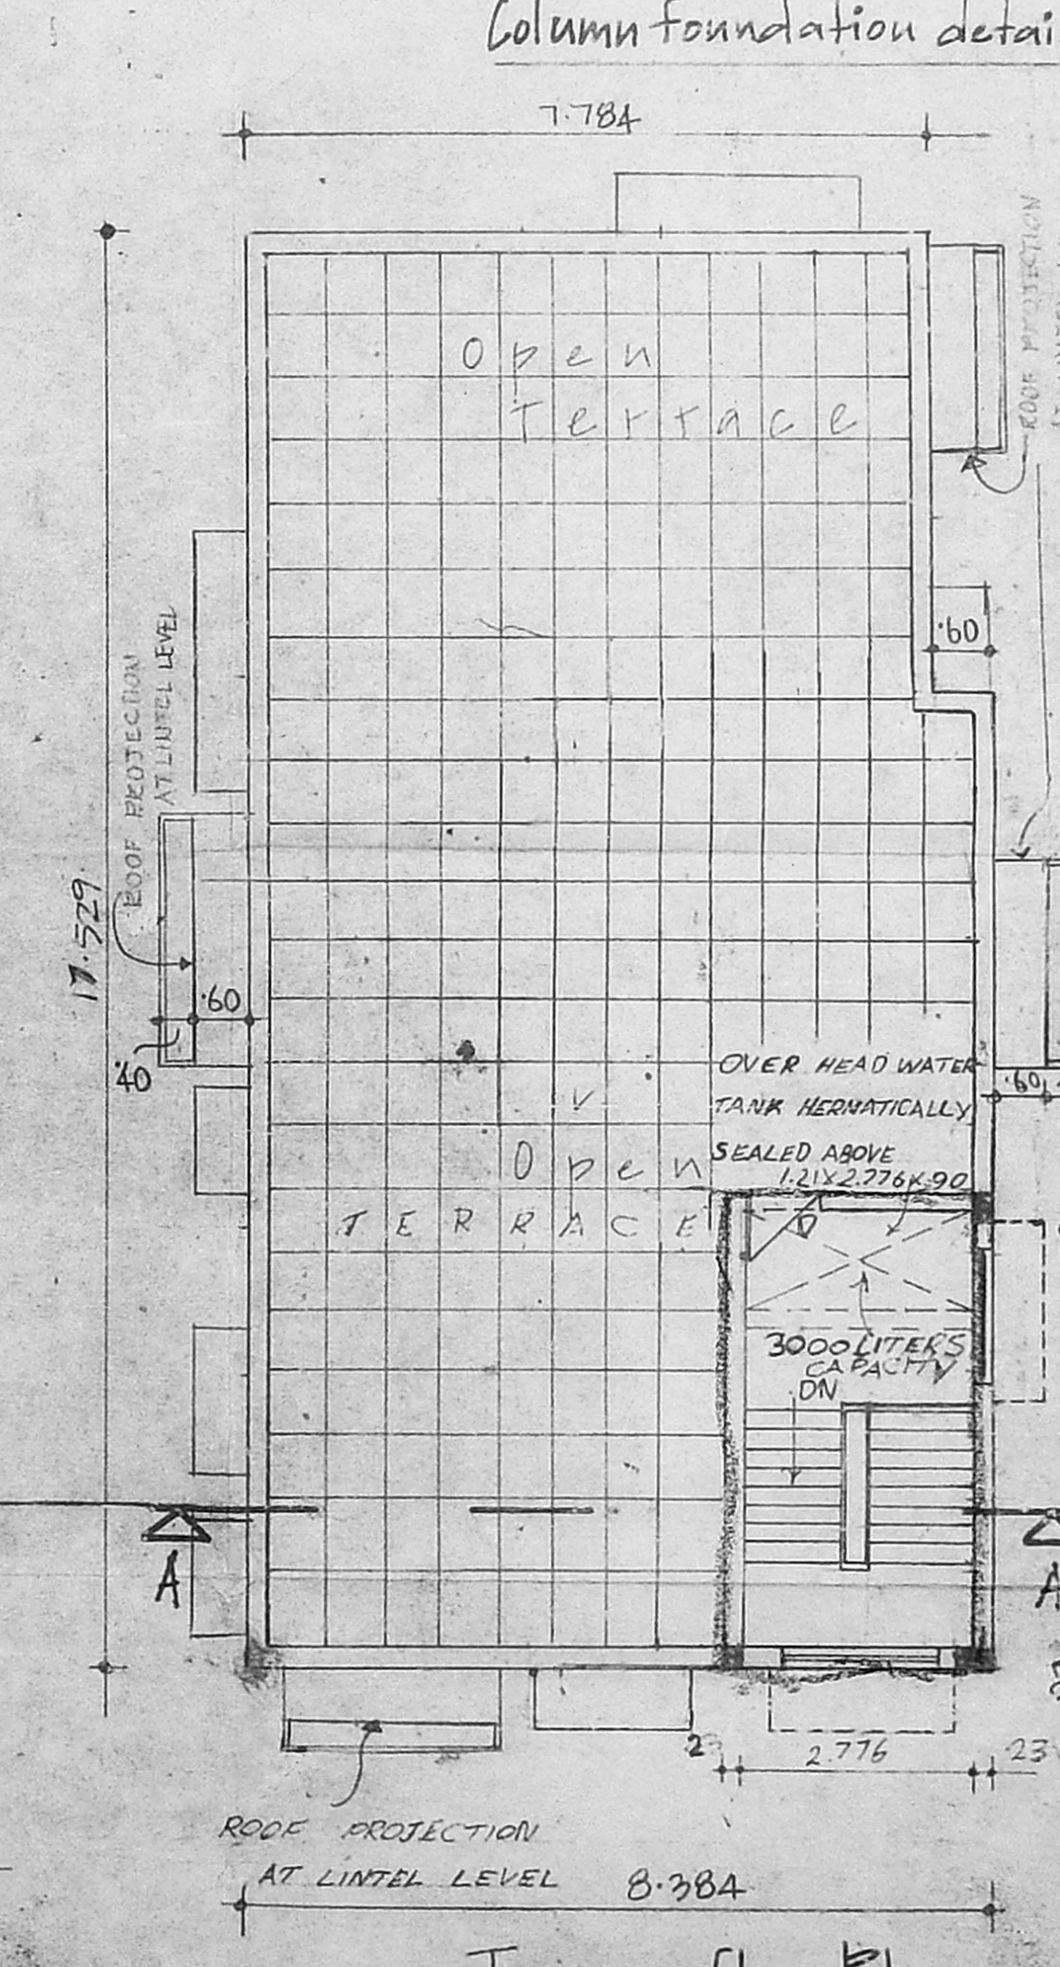 Column foundation detai
7.784
ROOF PROJECTION
Open
Terrace
.60
ROOF PROJECTION
AT LINTEL LEVEL
17.529
.60
.40
OVER HEAD WATER
TANK HERMATICALLY
SEALED ABOVE
1.21X2.776X.90
.60
V
Open
TERRACE
D
3000 LITERS
CAPACITY
DN
A
A
23
2.776
23
ROOF PROJECTION
AT LINTEL LEVEL
8.384